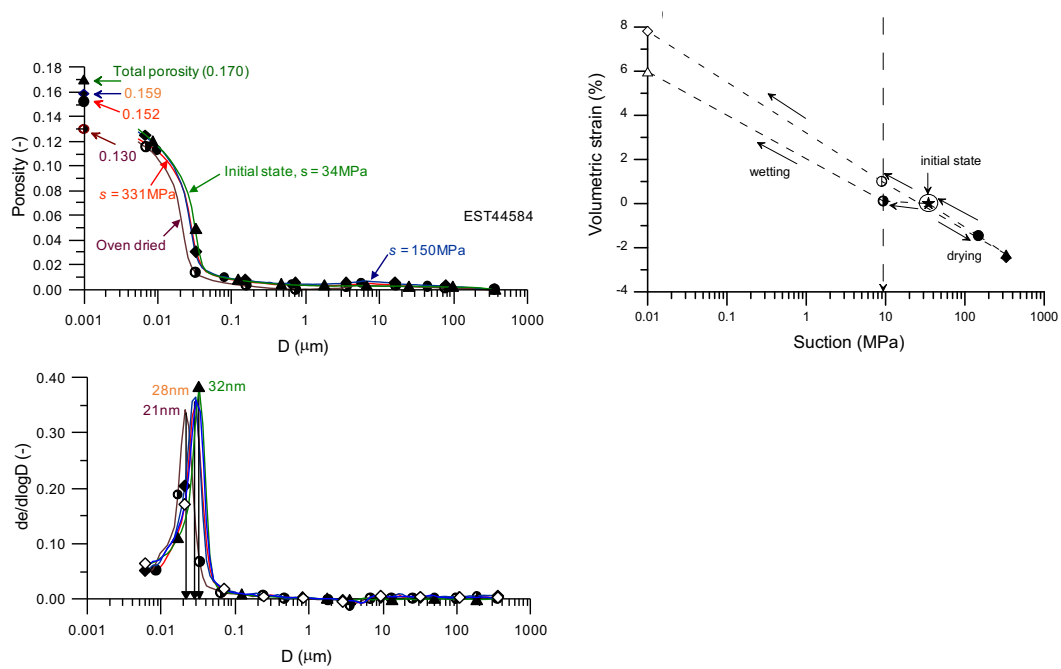 0.18
0.16
0.14
0.12
0.10
0.08
0.06
0.04
0.02
0.00
Porosity (-)
Total porosity (0.170)
0.159
0.152
0.130
Initial state, s = 34MPa
s = 331MPa
EST44584
Oven dried
s = 150MPa
0.001 0.01 0.1 1 10 100 1000
D (μm)
8
6
4
2
0
-2
-4
Volumetric strain (%)
initial state
wetting
drying
0.01 0.1 1 10 100 1000
Suction (MPa)
0.40
0.30
0.20
0.10
0.00
de/dlogD (-)
28nm
32nm
21nm
0.001 0.01 0.1 1 10 100 1000
D (μm)